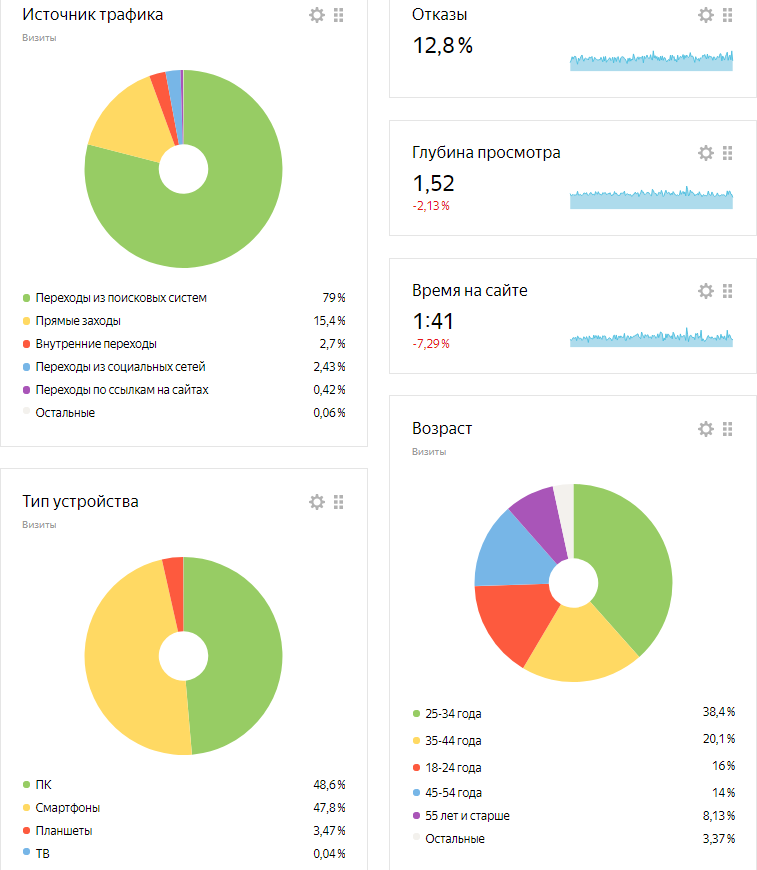 Источник трафика
Визиты
Переходы из поисковых систем 79 %
Прямые заходы 15,4 %
Внутренние переходы 2,7 %
Переходы из социальных сетей 2,43 %
Переходы по ссылкам на сайтах 0,42 %
Остальные 0,06 %
Тип устройства
Визиты
ПК 48,6 %
Смартфоны 47,8 %
Планшеты 3,47 %
ТВ 0,04 %
Отказы
12,8 %
Глубина просмотра
1,52
-2,13 %
Время на сайте
1:41
-7,29 %
Возраст
Визиты
25-34 года 38,4 %
35-44 года 20,1 %
18-24 года 16 %
45-54 года 14 %
55 лет и старше 8,13 %
Остальные 3,37 %